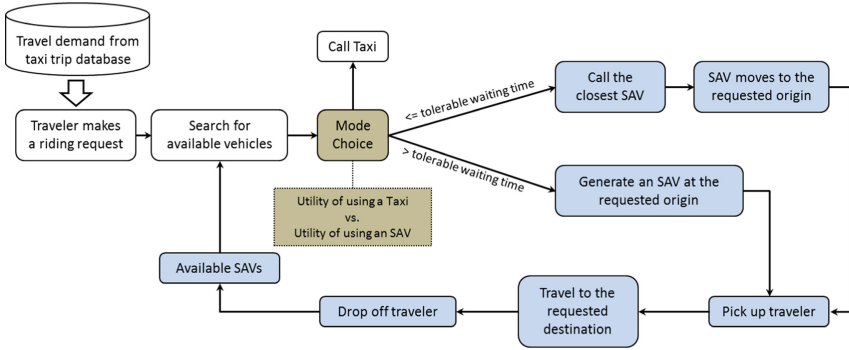 Travel demand from
taxi trip database
Call Taxi
Traveler makes
a riding request
Search for
available vehicles
Mode
Choice
<= tolerable waiting time
> tolerable waiting time
Call the
closest SAV
SAV moves to the
requested origin
Generate an SAV at the
requested origin
Utility of using a Taxi
vs.
Utility of using an SAV
Available SAVs
Drop off traveler
Travel to the
requested
destination
Pick up traveler